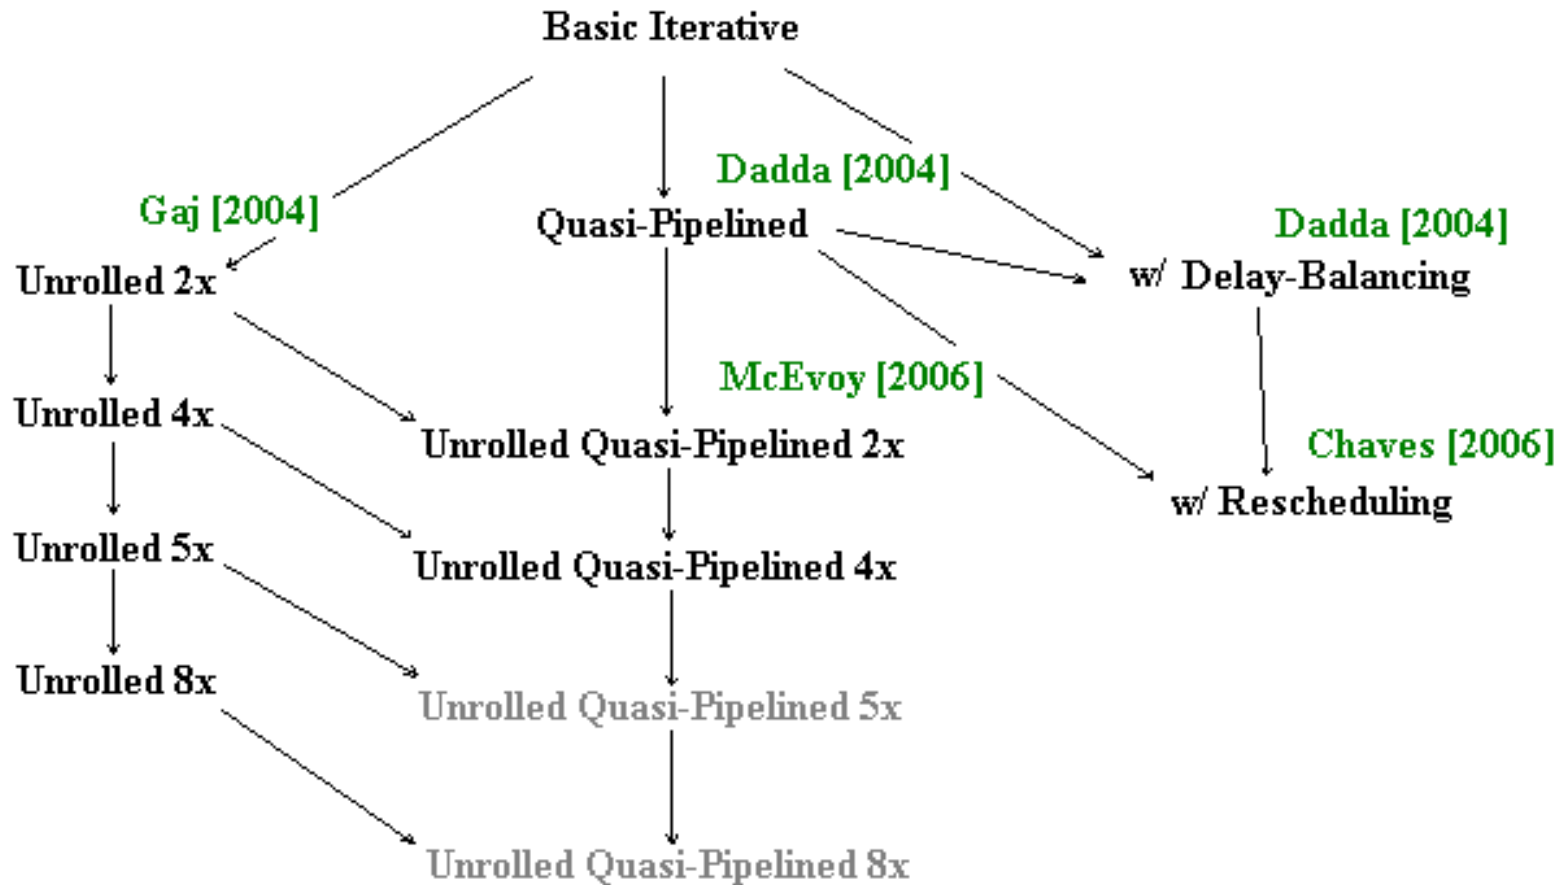 Basic Iterative
Dadda [2004]
Gaj [2004]
Quasi-Pipelined
Dadda [2004]
Unrolled 2x
w/ Delay-Balancing
McEvoy [2006]
Unrolled 4x
Unrolled Quasi-Pipelined 2x
Chaves [2006]
w/ Rescheduling
Unrolled 5x
Unrolled Quasi-Pipelined 4x
Unrolled 8x
Unrolled Quasi-Pipelined 5x
Unrolled Quasi-Pipelined 8x